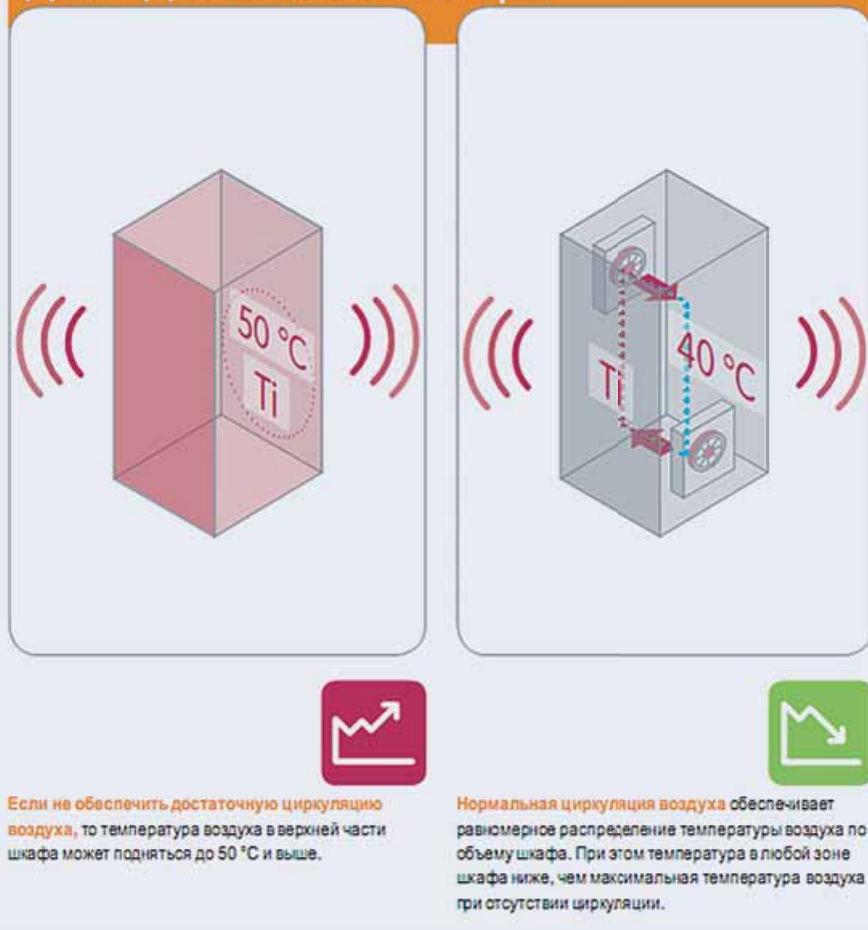 50 °C
Ti
Ti
40 °C
Если не обеспечить достаточную циркуляцию
воздуха, то температура воздуха в верхней части
шкафа может подняться до 50 °C и выше.
Нормальная циркуляция воздуха обеспечивает
равномерное распределение температуры воздуха по
объему шкафа. При этом температура в любой зоне
шкафа ниже, чем максимальная температура воздуха
при отсутствии циркуляции.